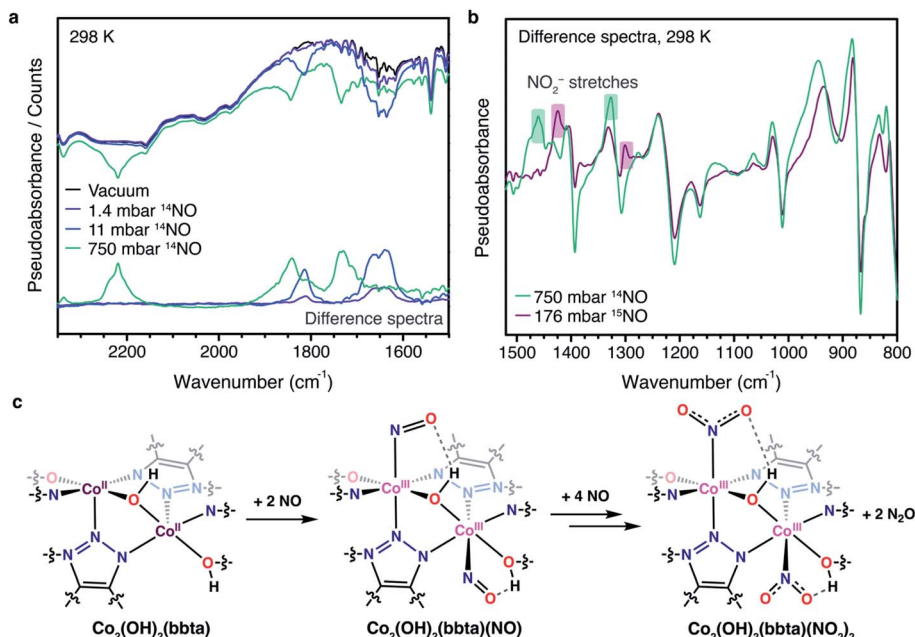 a
298 K
Pseudoabsorbance / Counts
Vacuum
1.4 mbar ¹⁴NO
11 mbar ¹⁴NO
750 mbar ¹⁴NO
Difference spectra
2200 2000 1800 1600
Wavenumber (cm⁻¹)
b
Difference spectra, 298 K
NO₂⁻ stretches
Pseudoabsorbance
750 mbar ¹⁴NO
176 mbar ¹⁵NO
1500 1400 1300 1200 1100 1000 900 800
Wavenumber (cm⁻¹)
c
O
N
Coᴵᴵ
O
H
N
N
N
Coᴵᴵ
N
N
N
N
O
H
+ 2 NO
N
O
O
N
Coᴵᴵᴵ
O
H
N
N
N
Coᴵᴵᴵ
N
N
N
N
O
H
N
O
+ 4 NO
O
O
N
O
N
Coᴵᴵᴵ
O
H
N
N
N
Coᴵᴵᴵ
N
N
N
N
O
H
N
O
O
+ 2 N₂O
Co₂(OH)₂(bbta)
Co₂(OH)₂(bbta)(NO)
Co₂(OH)₂(bbta)(NO₂)₂